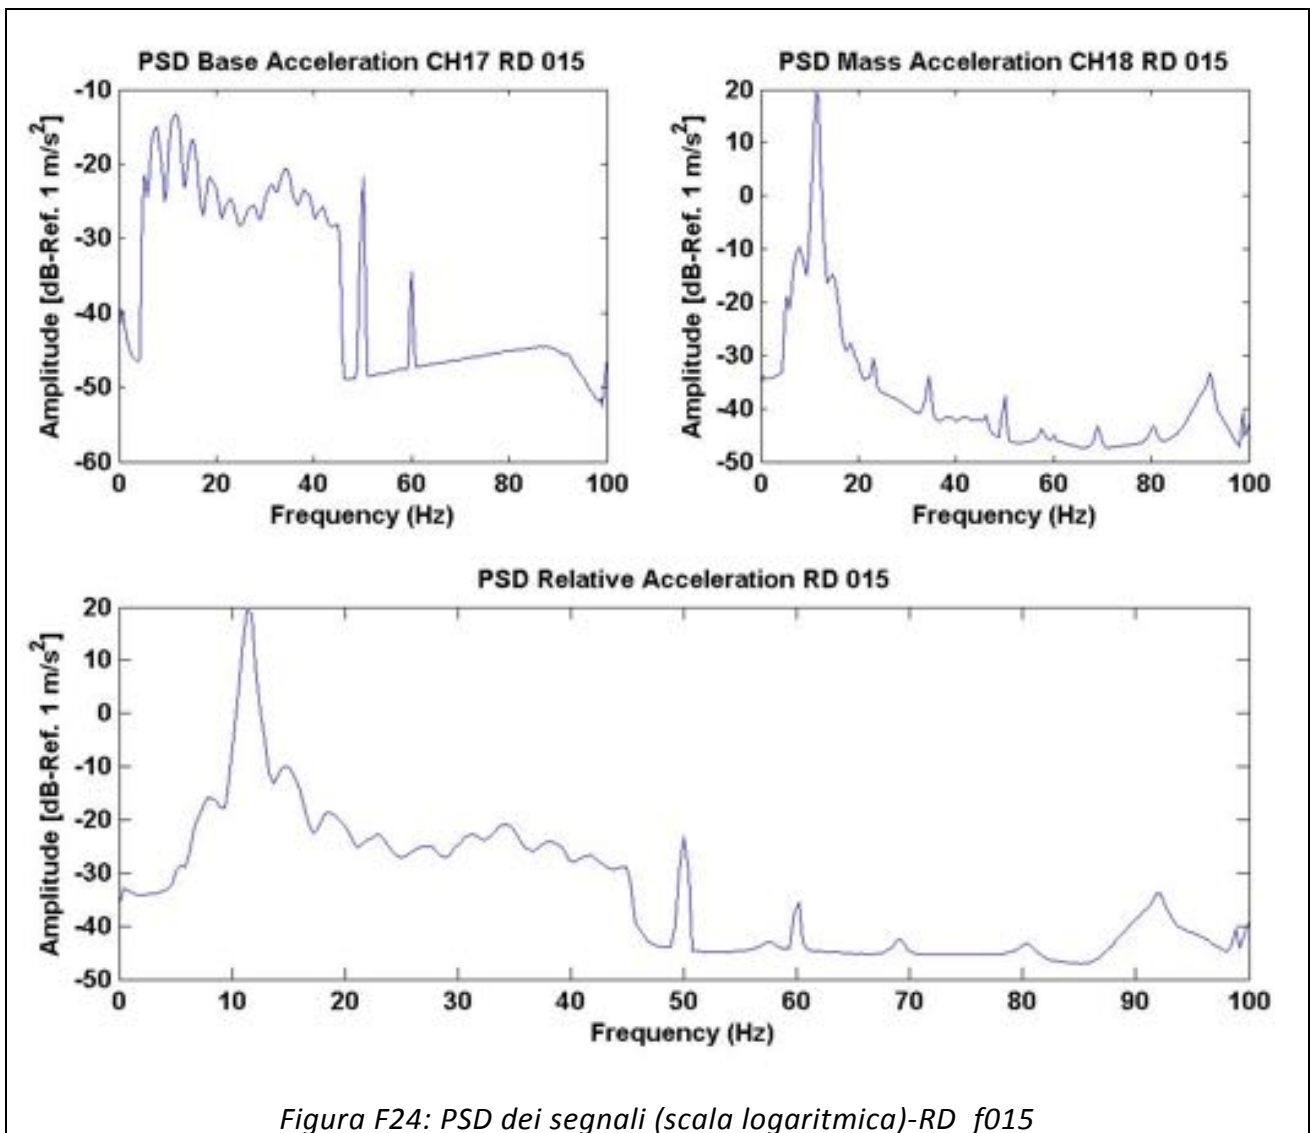 PSD Base Acceleration CH17 RD 015
-10
-20
-30
-40
-50
-60
Amplitude [dB-Ref. 1 m/s²]
0 20 40 60 80 100
Frequency (Hz)
PSD Mass Acceleration CH18 RD 015
20
10
0
-10
-20
-30
-40
-50
Amplitude [dB-Ref. 1 m/s²]
0 20 40 60 80 100
Frequency (Hz)
PSD Relative Acceleration RD 015
20
10
0
-10
-20
-30
-40
-50
Amplitude [dB-Ref. 1 m/s²]
0 10 20 30 40 50 60 70 80 90 100
Frequency (Hz)
Figura F24: PSD dei segnali (scala logaritmica)-RD_f015